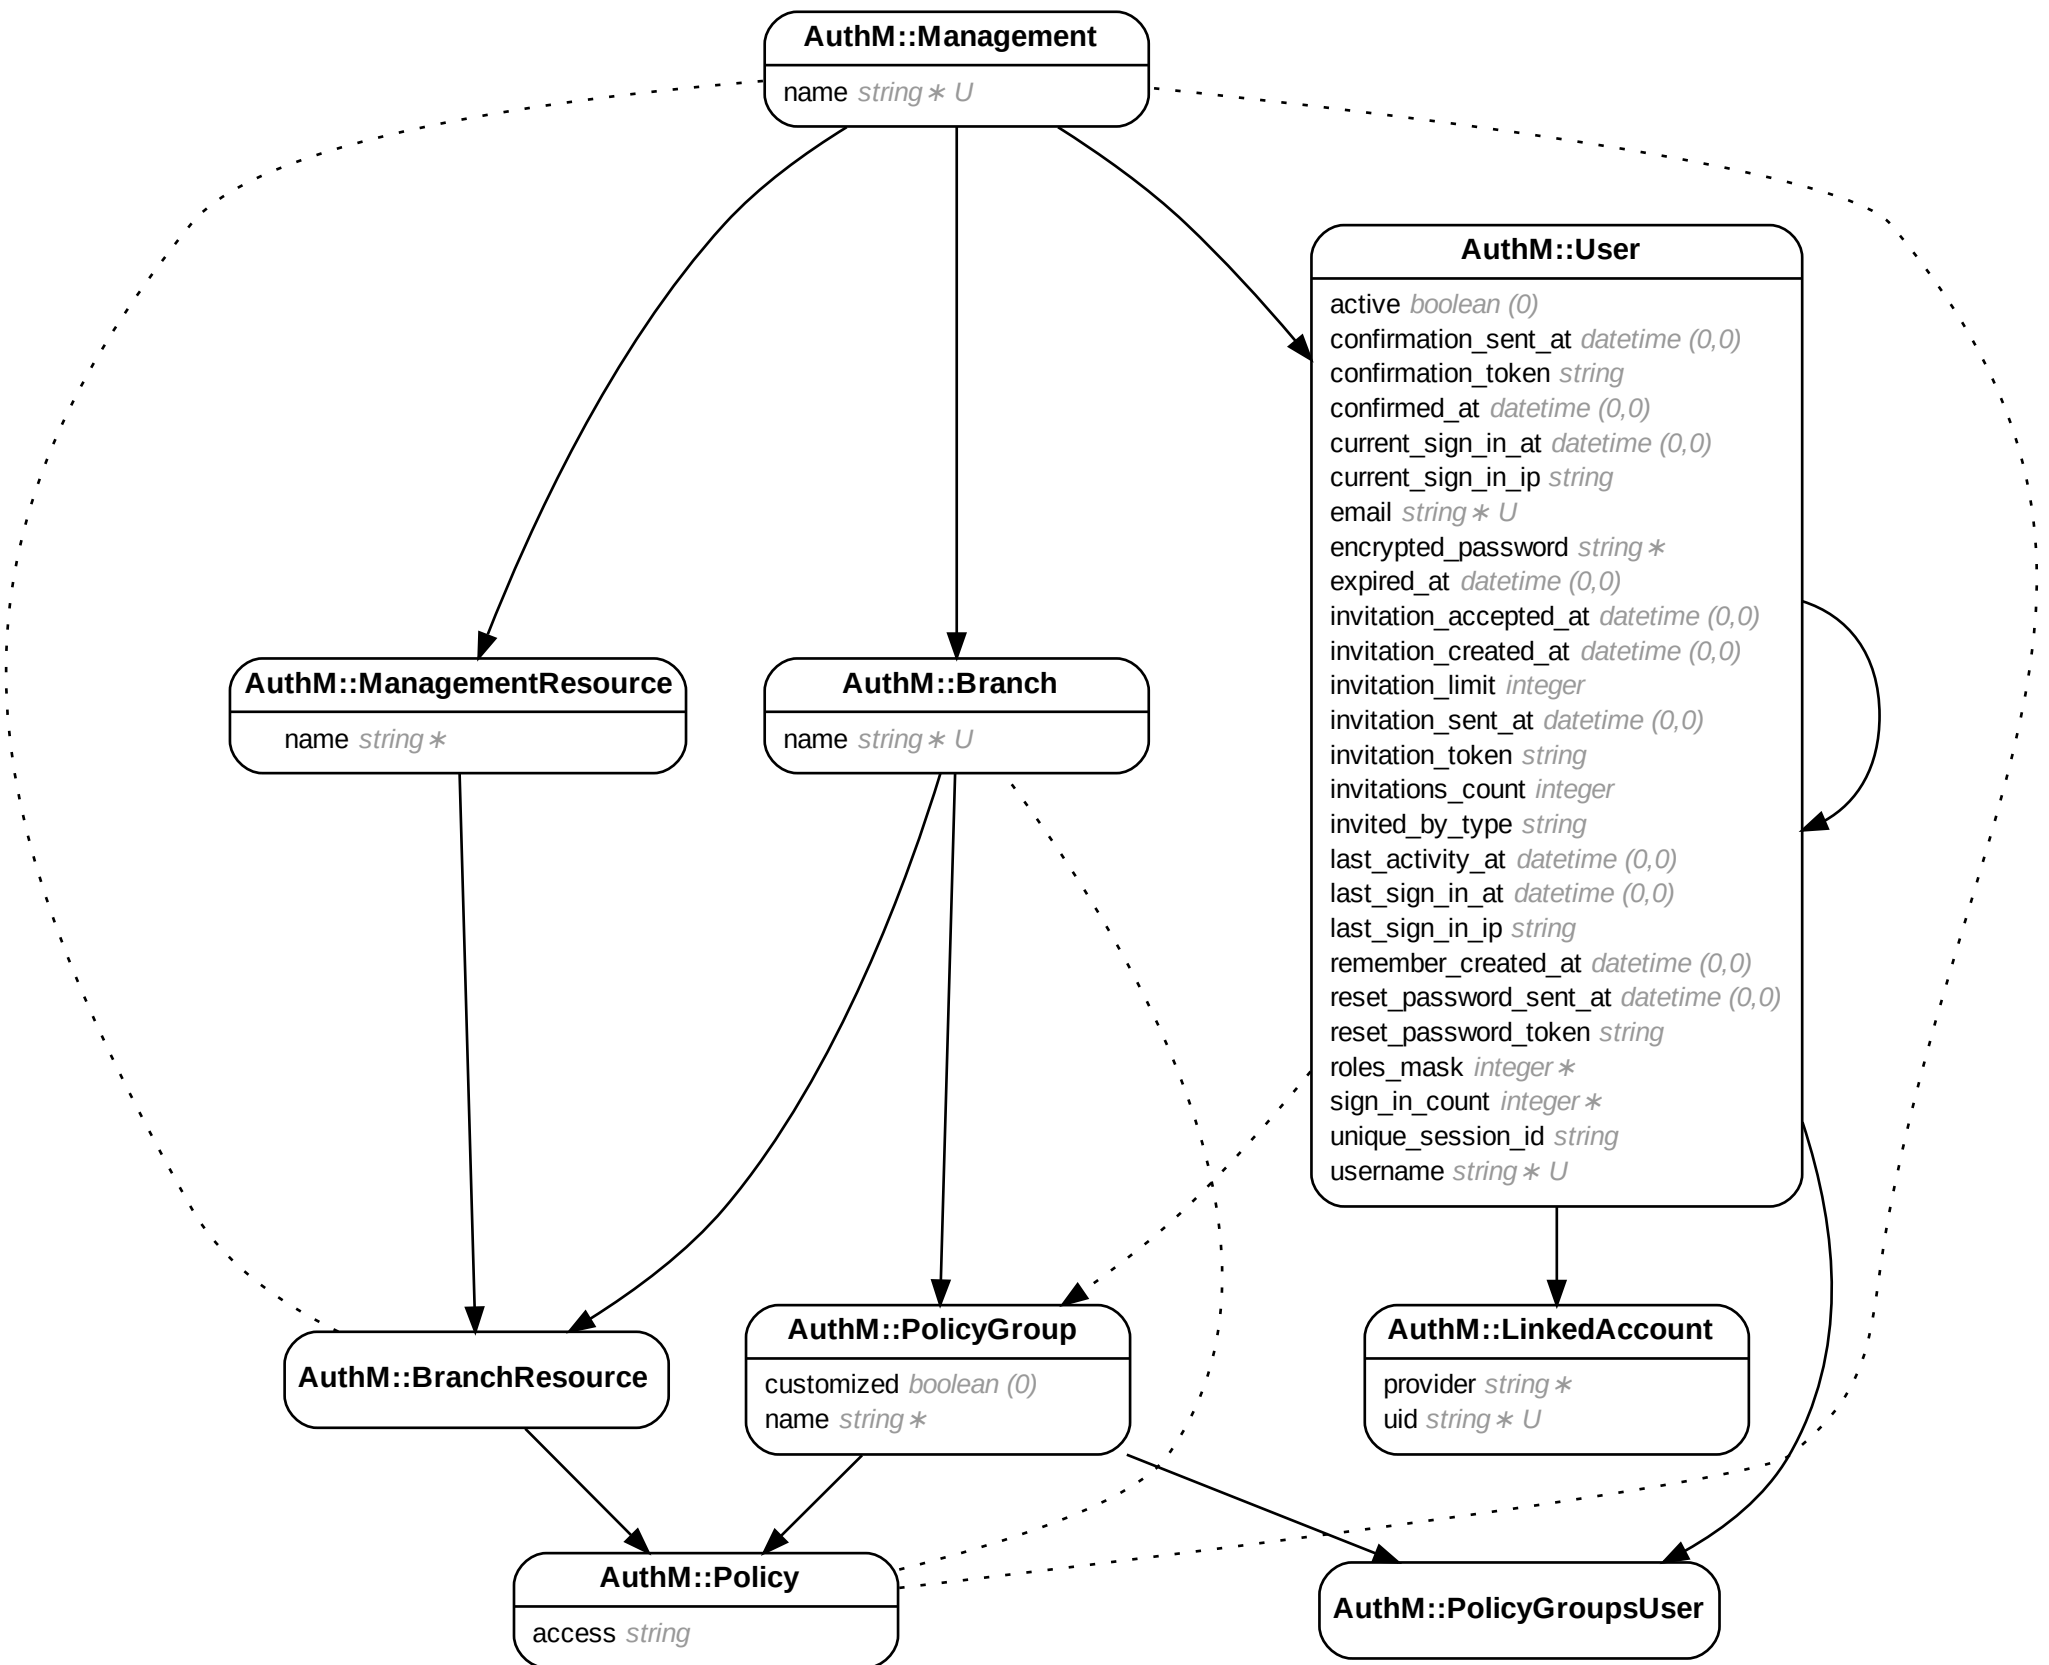 AuthM::Management
name string∗ U
AuthM::User
active boolean (0)
confirmation_sent_at datetime (0,0)
confirmation_token string
confirmed_at datetime (0,0)
current_sign_in_at datetime (0,0)
current_sign_in_ip string
email string∗ U
encrypted_password string∗
expired_at datetime (0,0)
invitation_accepted_at datetime (0,0)
invitation_created_at datetime (0,0)
invitation_limit integer
invitation_sent_at datetime (0,0)
invitation_token string
invitations_count integer
invited_by_type string
last_activity_at datetime (0,0)
last_sign_in_at datetime (0,0)
last_sign_in_ip string
remember_created_at datetime (0,0)
reset_password_sent_at datetime (0,0)
reset_password_token string
roles_mask integer∗
sign_in_count integer∗
unique_session_id string
username string∗ U
AuthM::ManagementResource
name string∗
AuthM::Branch
name string∗ U
AuthM::BranchResource
AuthM::PolicyGroup
customized boolean (0)
name string∗
AuthM::LinkedAccount
provider string∗
uid string∗ U
AuthM::Policy
access string
AuthM::PolicyGroupsUser